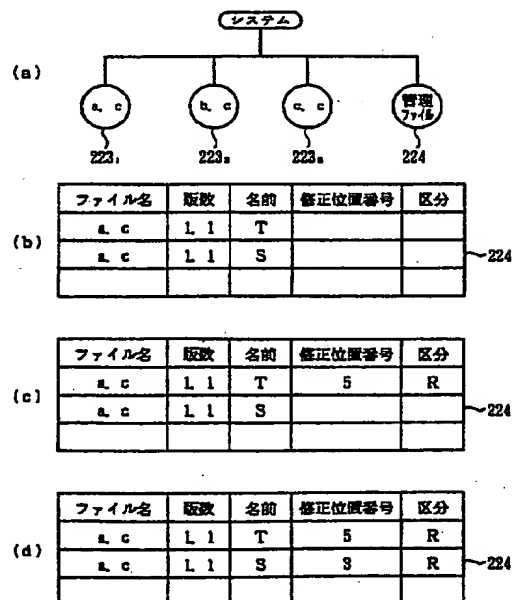 システム
(a)
a. c b. c c. c 管理
ファイル
223₁ 223₂ 223₃ 224
(b)
ファイル名 版数 名前 修正位置番号 区分
a. c 1. 1 T
a. c 1. 1 S
224
(c)
ファイル名 版数 名前 修正位置番号 区分
a. c 1. 1 T 5 R
a. c 1. 1 S
224
(d)
ファイル名 版数 名前 修正位置番号 区分
a. c 1. 1 T 5 R
a. c 1. 1 S 3 R
224